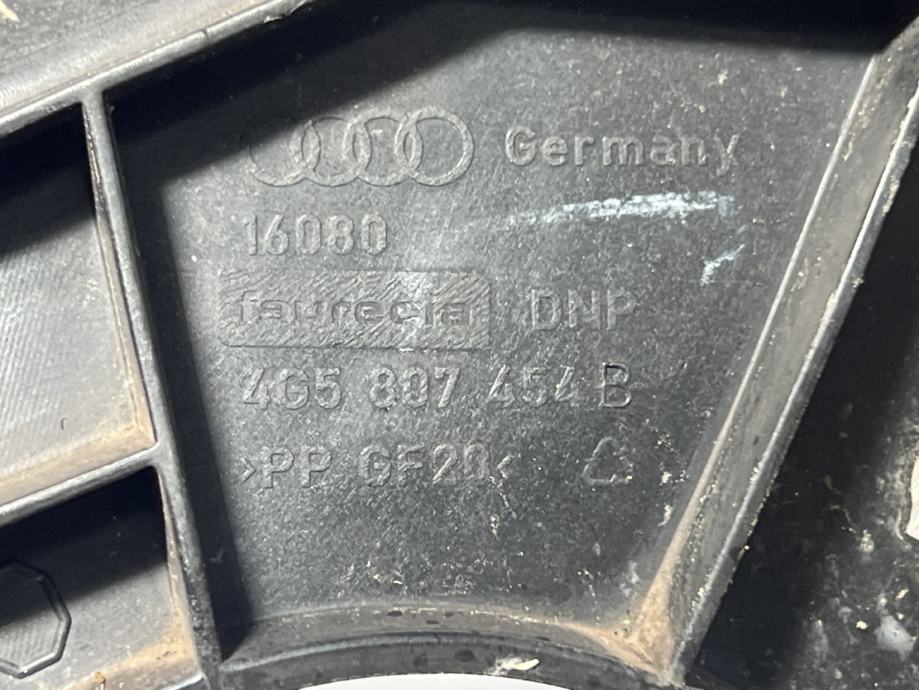 Germany
16080
faurecia DNP
4G5 807 454 B
>PP GF20<